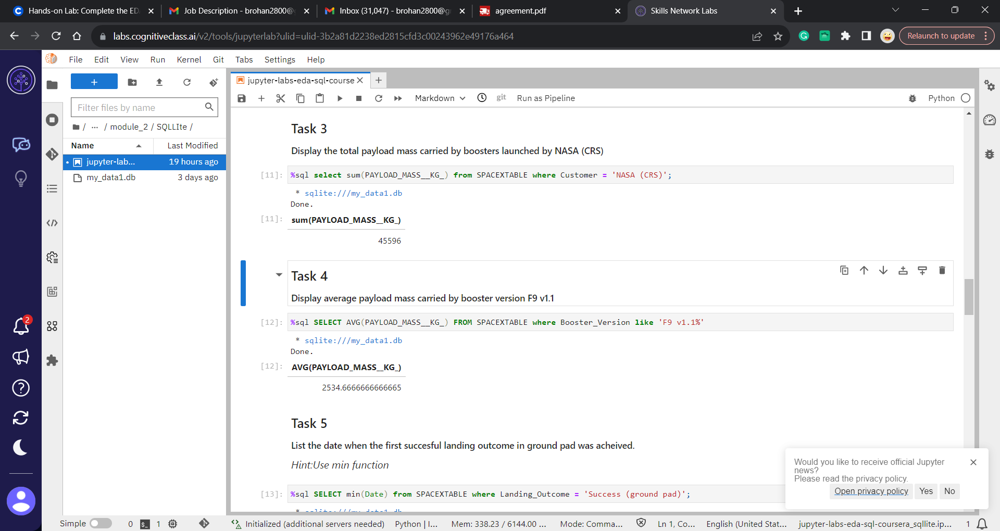 Hands-on Lab: Complete the ED
Job Description - brohan2800@
Inbox (31,047) - brohan2800@g
agreement.pdf
Skills Network Labs
labs.cognitiveclass.ai/v2/tools/jupyterlab?ulid=ulid-3b2a81d2238ed2815cfd3c00243962e49176a464
Relaunch to update
File Edit View Run Kernel Git Tabs Settings Help
jupyter-labs-eda-sql-course
Markdown
git
Run as Pipeline
Python
Filter files by name
/ ... / module_2 / SQLLIte /
Name Last Modified
jupyter-lab... 19 hours ago
my_data1.db 3 days ago
2
Task 3
Display the total payload mass carried by boosters launched by NASA (CRS)
[11]: %sql select sum(PAYLOAD_MASS__KG_) from SPACEXTABLE where Customer = 'NASA (CRS)';
* sqlite:///my_data1.db
Done.
[11]: sum(PAYLOAD_MASS__KG_)
45596
Task 4
Display average payload mass carried by booster version F9 v1.1
[12]: %sql SELECT AVG(PAYLOAD_MASS__KG_) FROM SPACEXTABLE where Booster_Version like 'F9 v1.1%'
* sqlite:///my_data1.db
Done.
[12]: AVG(PAYLOAD_MASS__KG_)
2534.6666666666665
Task 5
List the date when the first succesful landing outcome in ground pad was acheived.
Hint:Use min function
[13]: %sql SELECT min(Date) from SPACEXTABLE where Landing_Outcome = 'Success (ground pad)';
* sqlite:///my_data1.db
Would you like to receive official Jupyter
news?
Please read the privacy policy.
Open privacy policy Yes No
Simple 0 1 Initialized (additional servers needed) Python | I... Mem: 338.23 / 6144.00 ... Mode: Comma... Ln 1, Co... English (United Stat... jupyter-labs-eda-sql-coursera_sqllite.ip... 1